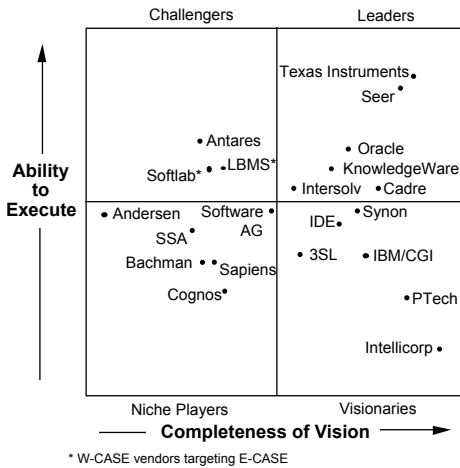 Challengers
Leaders
Texas Instruments
Seer
Antares
Oracle
Softlab*
LBMS*
KnowledgeWare
Intersolv
Cadre
Ability
to
Execute
Andersen
Software
AG
Synon
SSA
IDE
Bachman
Sapiens
3SL
IBM/CGI
Cognos
PTech
Intellicorp
Niche Players
Visionaries
Completeness of Vision
* W-CASE vendors targeting E-CASE